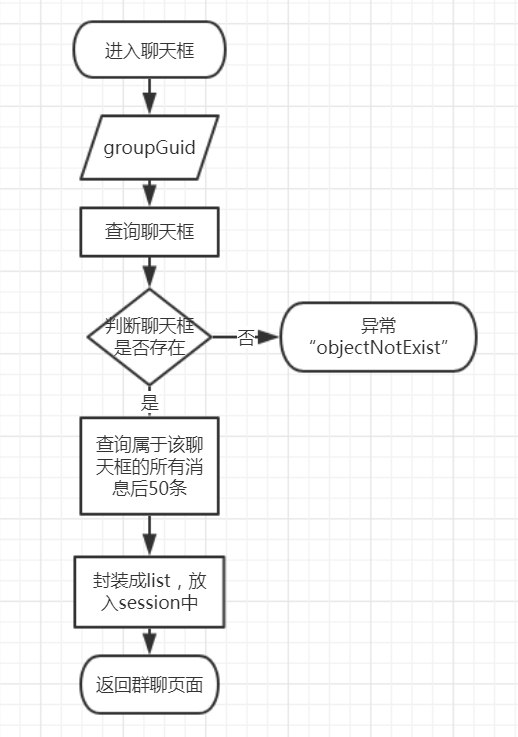 进入聊天框
groupGuid
查询聊天框
判断聊天框
是否存在
否
异常
“objectNotExist”
是
查询属于该聊
天框的所有消
息后50条
封装成list，放
入session中
返回群聊页面